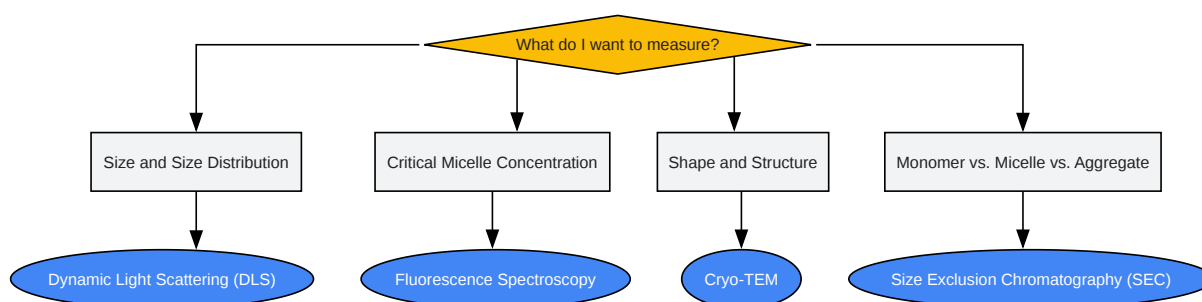 What do I want to measure?
Size and Size Distribution
Critical Micelle Concentration
Shape and Structure
Monomer vs. Micelle vs. Aggregate
Dynamic Light Scattering (DLS)
Fluorescence Spectroscopy
Cryo-TEM
Size Exclusion Chromatography (SEC)